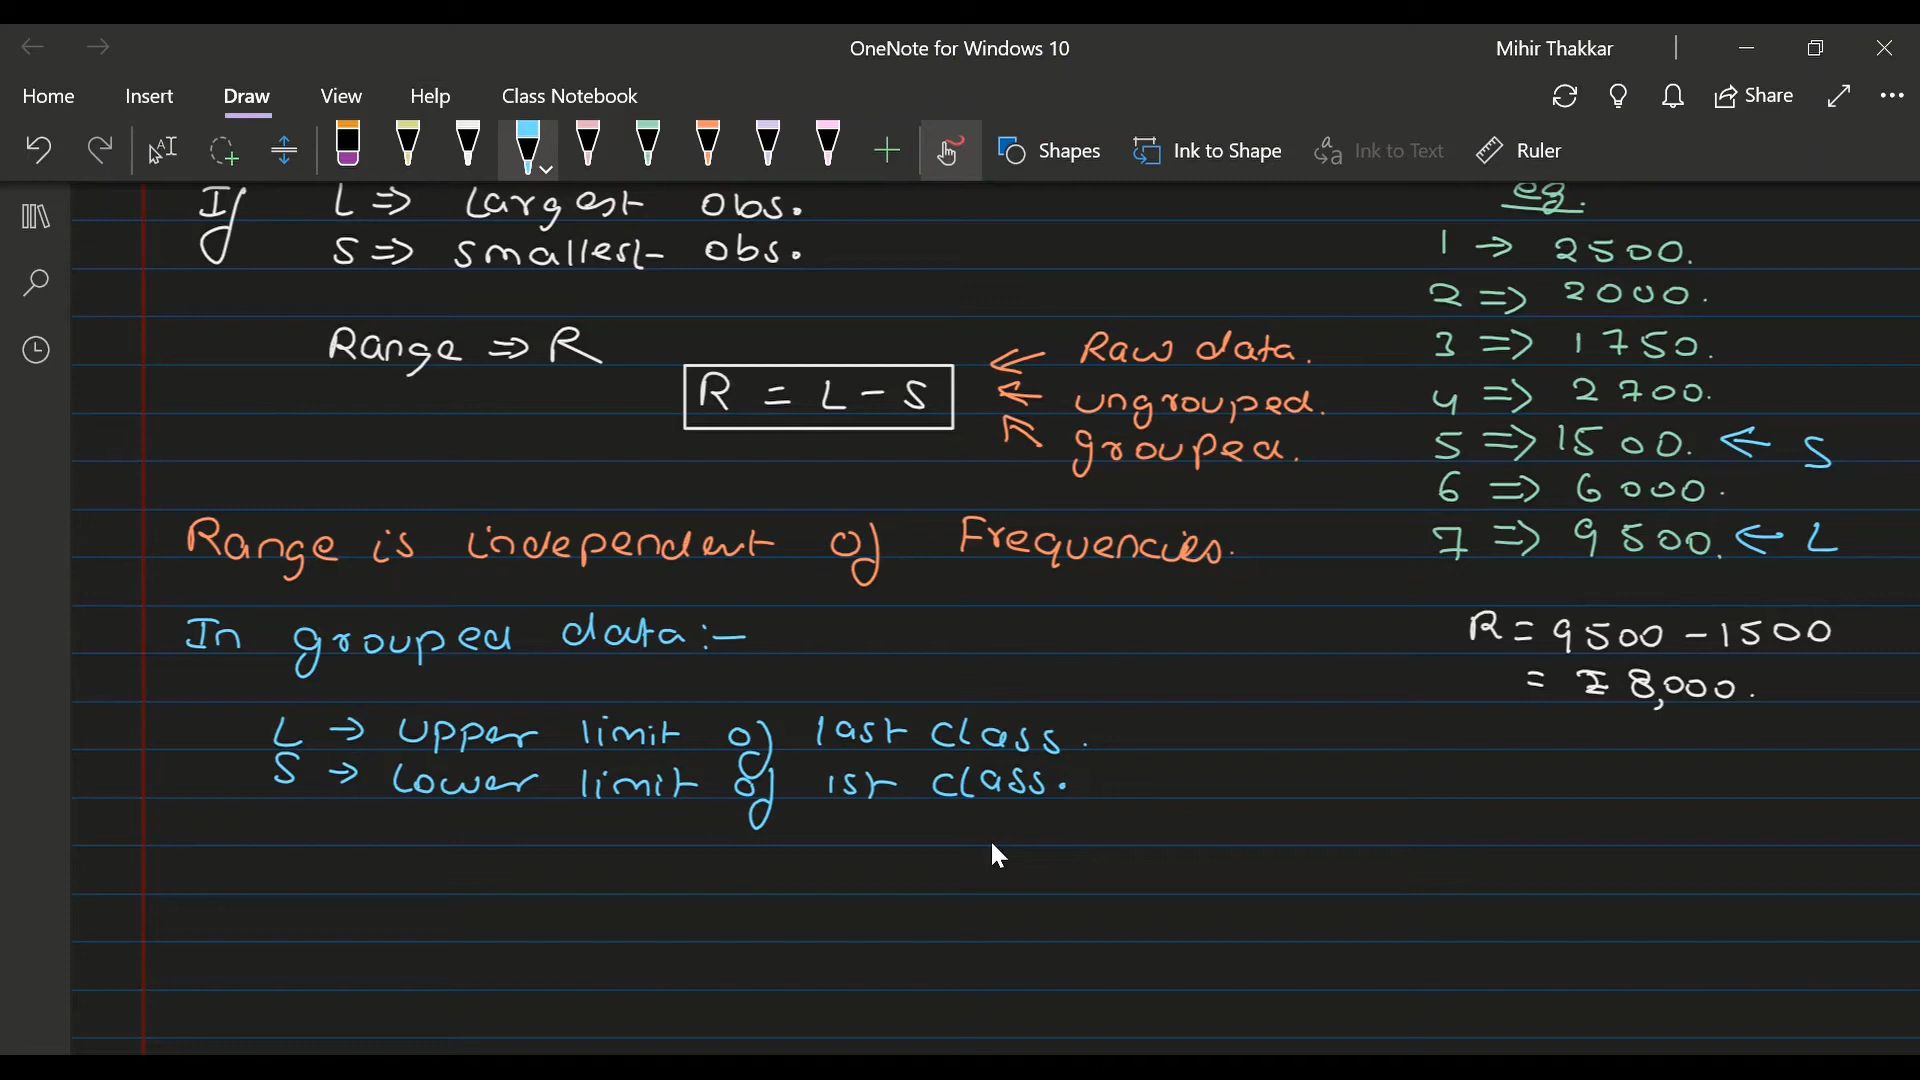 OneNote for Windows 10
Mihir Thakkar
Home Insert Draw View Help Class Notebook
Share
Shapes Ink to Shape Ink to Text Ruler
If L => Largest obs.
S => smallest obs.
Range => R
R = L - S
← Raw data.
← ungrouped.
↖ grouped.
Range is independent of Frequencies.
In grouped data:-
L → upper limit of last class.
S → Lower limit of 1st class.
eg.
1 → 2500.
2 => 2000.
3 => 1750.
4 => 2700.
5 => 1500. ← S
6 => 6000.
7 => 9500. ← L
R = 9500 - 1500
= ₹ 8,000.